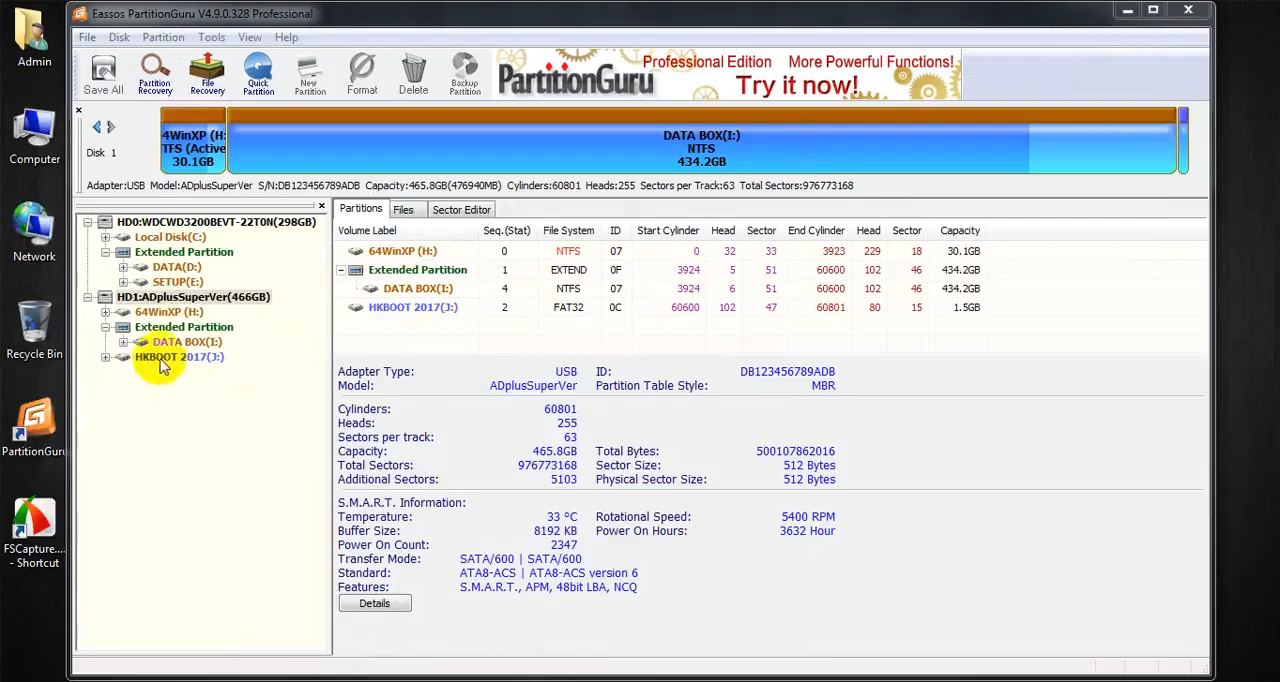 Eassos PartitionGuru V4.9.0.328 Professional
File Disk Partition Tools View Help
Save All
Partition Recovery
File Recovery
Quick Partition
New Partition
Format
Delete
Backup Partition
PartitionGuru
Professional Edition More Powerful Functions!
Try it now!
Disk 1
TFS (Active
30.1GB
DATA BOX(I:)
NTFS
434.2GB
Adapter:USB Model:ADplusSuperVer S/N:DB123456789ADB Capacity:465.8GB(476940MB) Cylinders:60801 Heads:255 Sectors per Track:63 Total Sectors:976773168
HD0:WDCWD3200BEVT-22T0N(298GB)
Local Disk(C:)
Extended Partition
DATA(D:)
SETUP(E:)
HD1:ADplusSuperVer(466GB)
64WinXP (H:)
Extended Partition
DATA BOX(I:)
HKBOOT 2017(J:)
Partitions Files Sector Editor
Volume Label Seq.(Stat) File System ID Start Cylinder Head Sector End Cylinder Head Sector Capacity
64WinXP (H:) 0 NTFS 07 0 32 33 3923 229 18 30.1GB
Extended Partition 1 EXTEND 0F 3924 5 51 60600 102 46 434.2GB
DATA BOX(I:) 4 NTFS 07 3924 6 51 60600 102 46 434.2GB
HKBOOT 2017(J:) 2 FAT32 0C 60600 102 47 60801 80 15 1.5GB
Adapter Type: USB ID: DB123456789ADB
Model: ADplusSuperVer Partition Table Style: MBR
Cylinders: 60801
Heads: 255
Sectors per track: 63
Capacity: 465.8GB Total Bytes: 500107862016
Total Sectors: 976773168 Sector Size: 512 Bytes
Additional Sectors: 5103 Physical Sector Size: 512 Bytes
S.M.A.R.T. Information:
Temperature: 33 °C Rotational Speed: 5400 RPM
Buffer Size: 8192 KB Power On Hours: 3632 Hour
Power On Count: 2347
Transfer Mode: SATA/600 | SATA/600
Standard: ATA8-ACS | ATA8-ACS version 6
Features: S.M.A.R.T., APM, 48bit LBA, NCQ
Details
Admin
Computer
Network
Recycle Bin
PartitionGuru
FSCapture....
- Shortcut